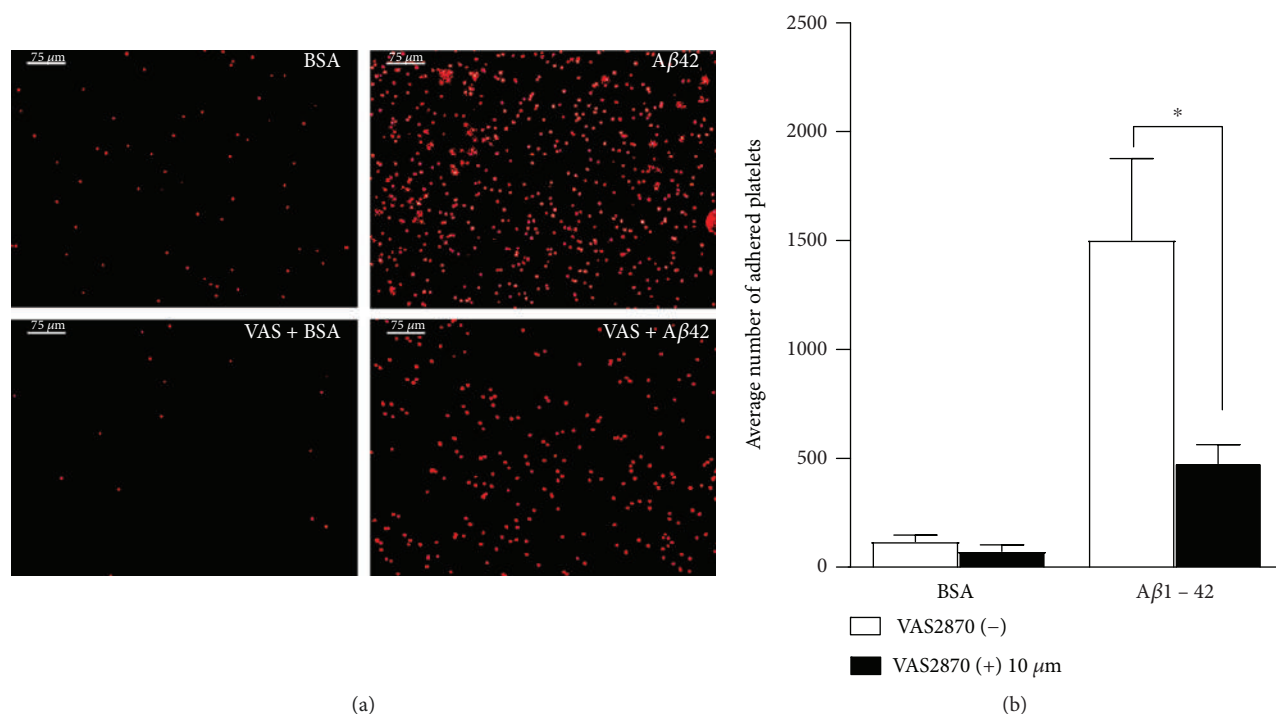 75 μm
BSA
75 μm
Aβ42
75 μm
VAS + BSA
75 μm
VAS + Aβ42
(a)
Average number of adhered platelets
2500
2000
1500
1000
500
0
*
BSA
Aβ1 – 42
VAS2870 (−)
VAS2870 (+) 10 μm
(b)